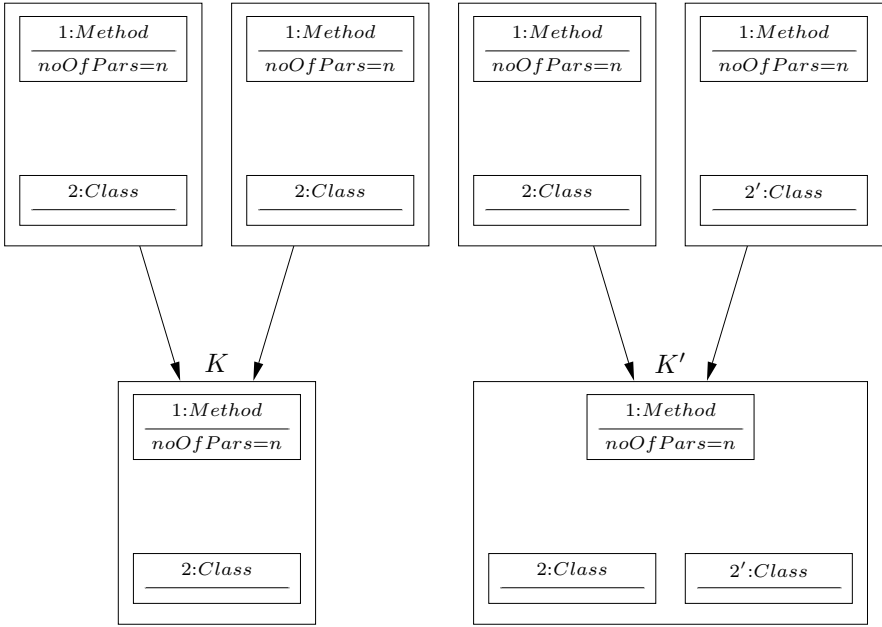 1:Method 1:Method 1:Method 1:Method
noOfPars=n noOfPars=n noOfPars=n noOfPars=n
2:Class 2:Class 2:Class 2′:Class
K K′
1:Method 1:Method
noOfPars=n noOfPars=n
2:Class 2:Class 2′:Class